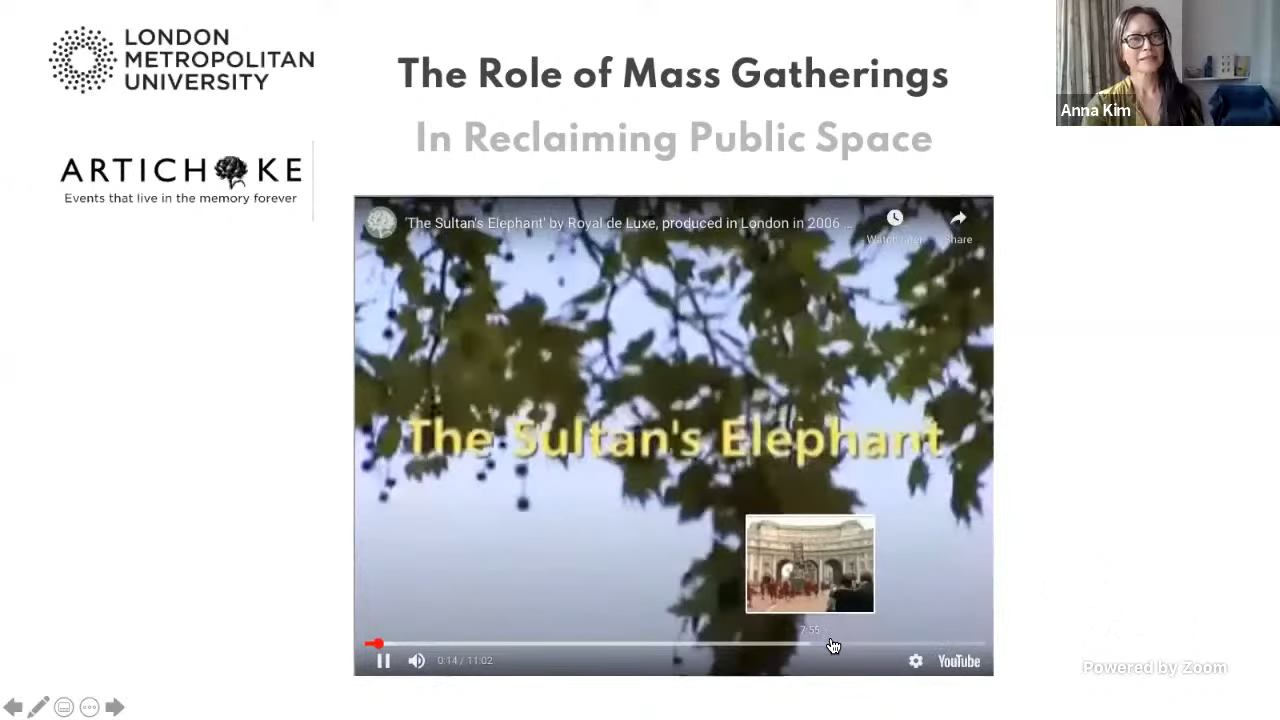 LONDON
METROPOLITAN
UNIVERSITY
The Role of Mass Gatherings
In Reclaiming Public Space
Anna Kim
ARTICHOKE
Events that live in the memory forever
'The Sultan's Elephant' by Royal de Luxe, produced in London in 2006 ...
Watch later
Share
The Sultan's Elephant
7:55
0:14 / 11:02
YouTube
Powered by Zoom